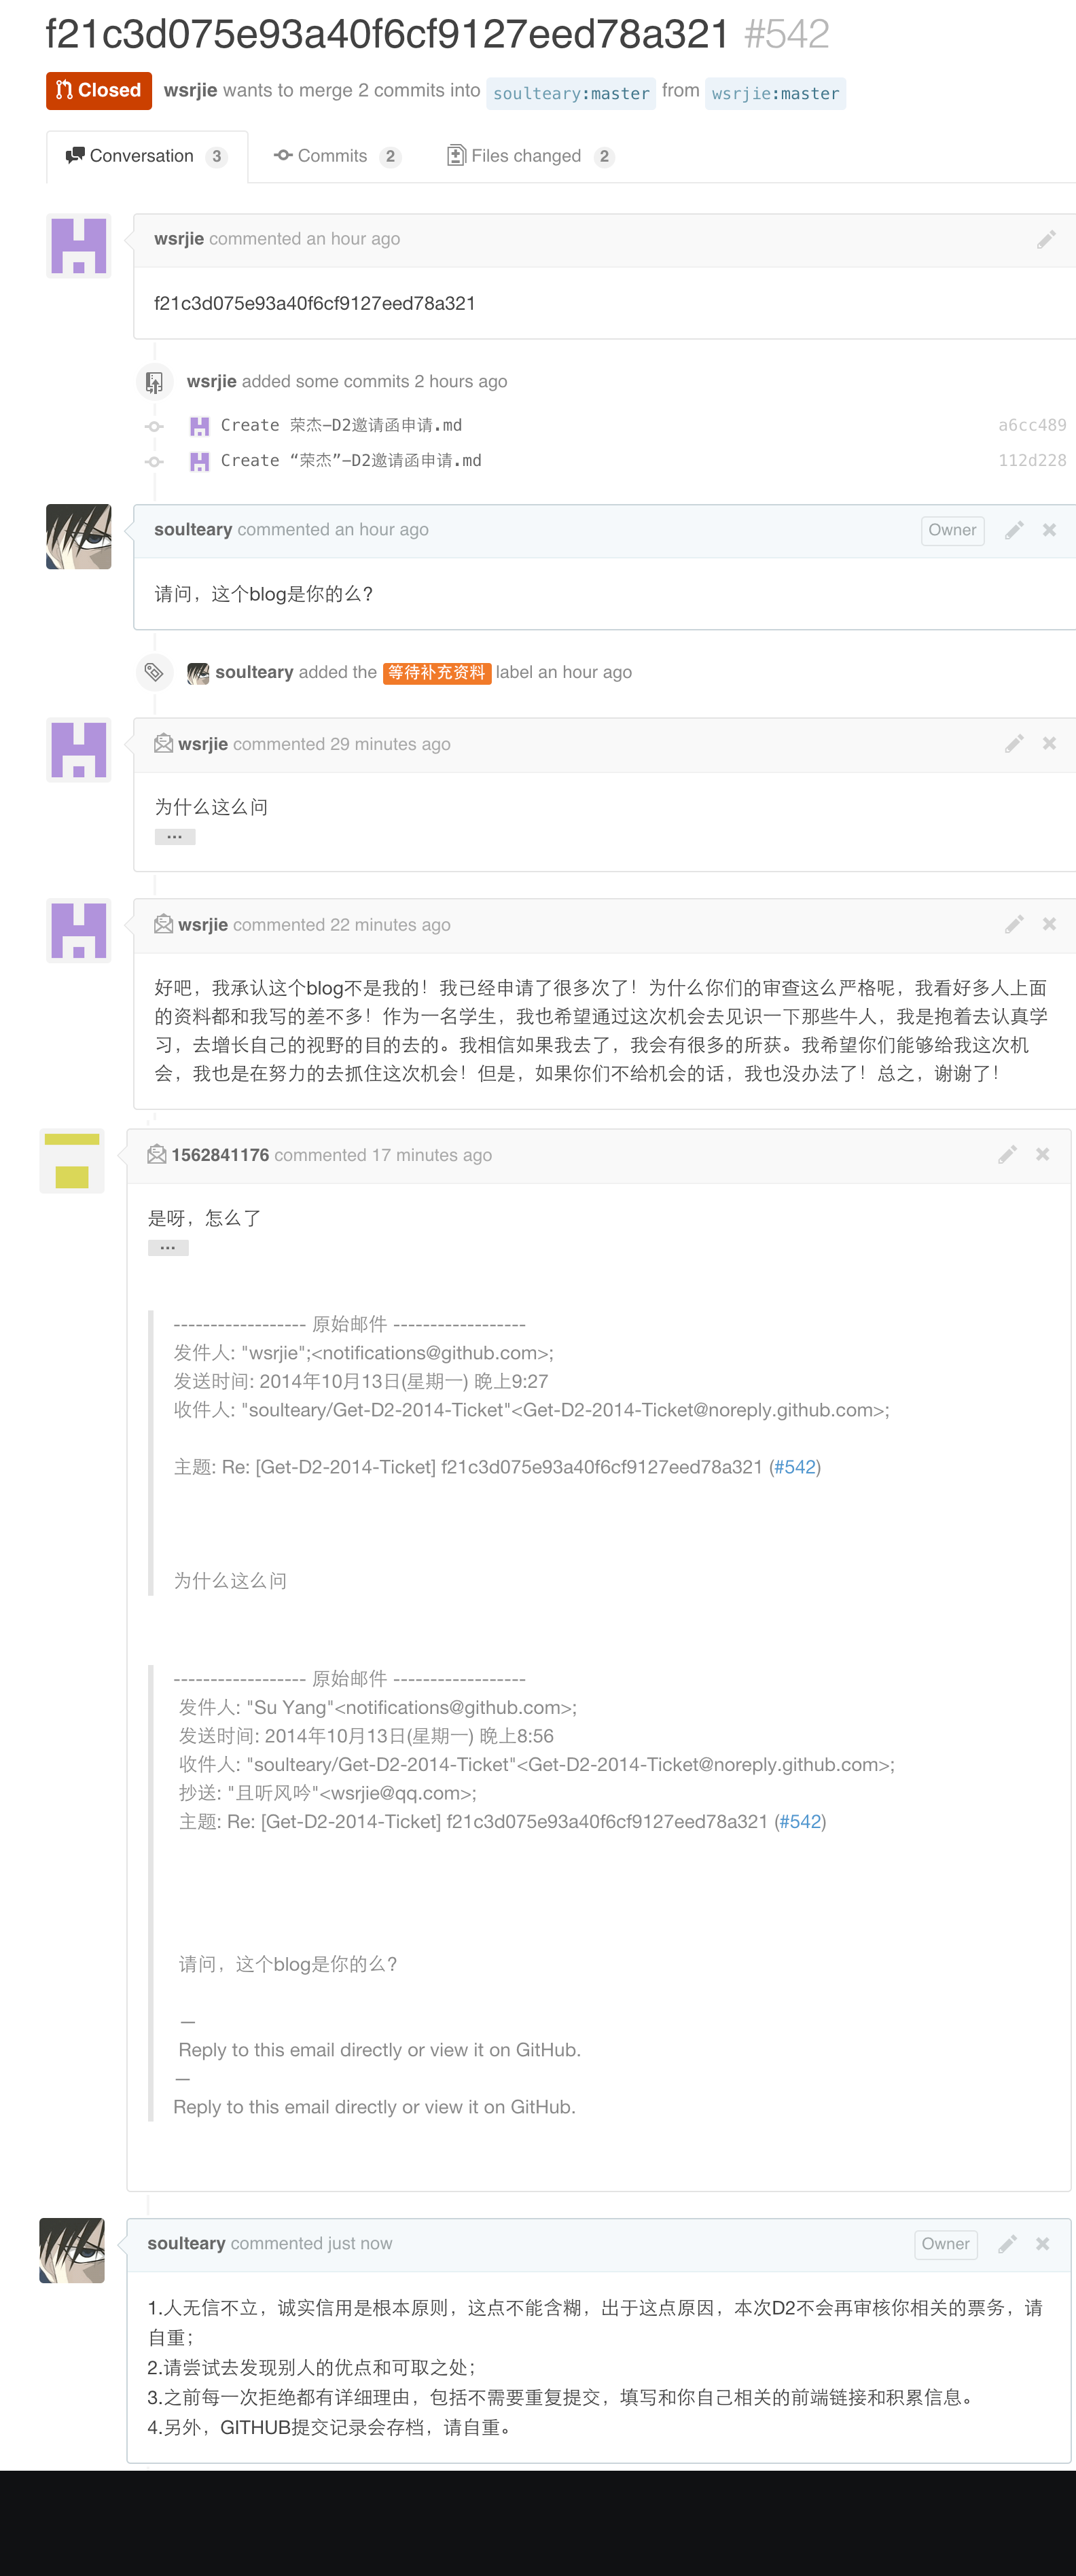 f21c3d075e93a40f6cf9127eed78a321 #542
Closed wsrjie wants to merge 2 commits into soulteary:master from wsrjie:master
Conversation 3 Commits 2 Files changed 2
wsrjie commented an hour ago
f21c3d075e93a40f6cf9127eed78a321
wsrjie added some commits 2 hours ago
Create 荣杰-D2邀请函申请.md a6cc489
Create “荣杰”-D2邀请函申请.md 112d228
soulteary commented an hour ago Owner
请问，这个blog是你的么？
soulteary added the 等待补充资料 label an hour ago
wsrjie commented 29 minutes ago
为什么这么问
...
wsrjie commented 22 minutes ago
好吧，我承认这个blog不是我的！我已经申请了很多次了！为什么你们的审查这么严格呢，我看好多人上面
的资料都和我写的差不多！作为一名学生，我也希望通过这次机会去见识一下那些牛人，我是抱着去认真学
习，去增长自己的视野的目的去的。我相信如果我去了，我会有很多的所获。我希望你们能够给我这次机
会，我也是在努力的去抓住这次机会！但是，如果你们不给机会的话，我也没办法了！总之，谢谢了！
1562841176 commented 17 minutes ago
是呀，怎么了
...
------------------ 原始邮件 ------------------
发件人: "wsrjie";<notifications@github.com>;
发送时间: 2014年10月13日(星期一) 晚上9:27
收件人: "soulteary/Get-D2-2014-Ticket"<Get-D2-2014-Ticket@noreply.github.com>;
主题: Re: [Get-D2-2014-Ticket] f21c3d075e93a40f6cf9127eed78a321 (#542)
为什么这么问
------------------ 原始邮件 ------------------
发件人: "Su Yang"<notifications@github.com>;
发送时间: 2014年10月13日(星期一) 晚上8:56
收件人: "soulteary/Get-D2-2014-Ticket"<Get-D2-2014-Ticket@noreply.github.com>;
抄送: "且听风吟"<wsrjie@qq.com>;
主题: Re: [Get-D2-2014-Ticket] f21c3d075e93a40f6cf9127eed78a321 (#542)
请问，这个blog是你的么？
—
Reply to this email directly or view it on GitHub.
—
Reply to this email directly or view it on GitHub.
soulteary commented just now Owner
1.人无信不立，诚实信用是根本原则，这点不能含糊，出于这点原因，本次D2不会再审核你相关的票务，请
自重；
2.请尝试去发现别人的优点和可取之处；
3.之前每一次拒绝都有详细理由，包括不需要重复提交，填写和你自己相关的前端链接和积累信息。
4.另外，GITHUB提交记录会存档，请自重。